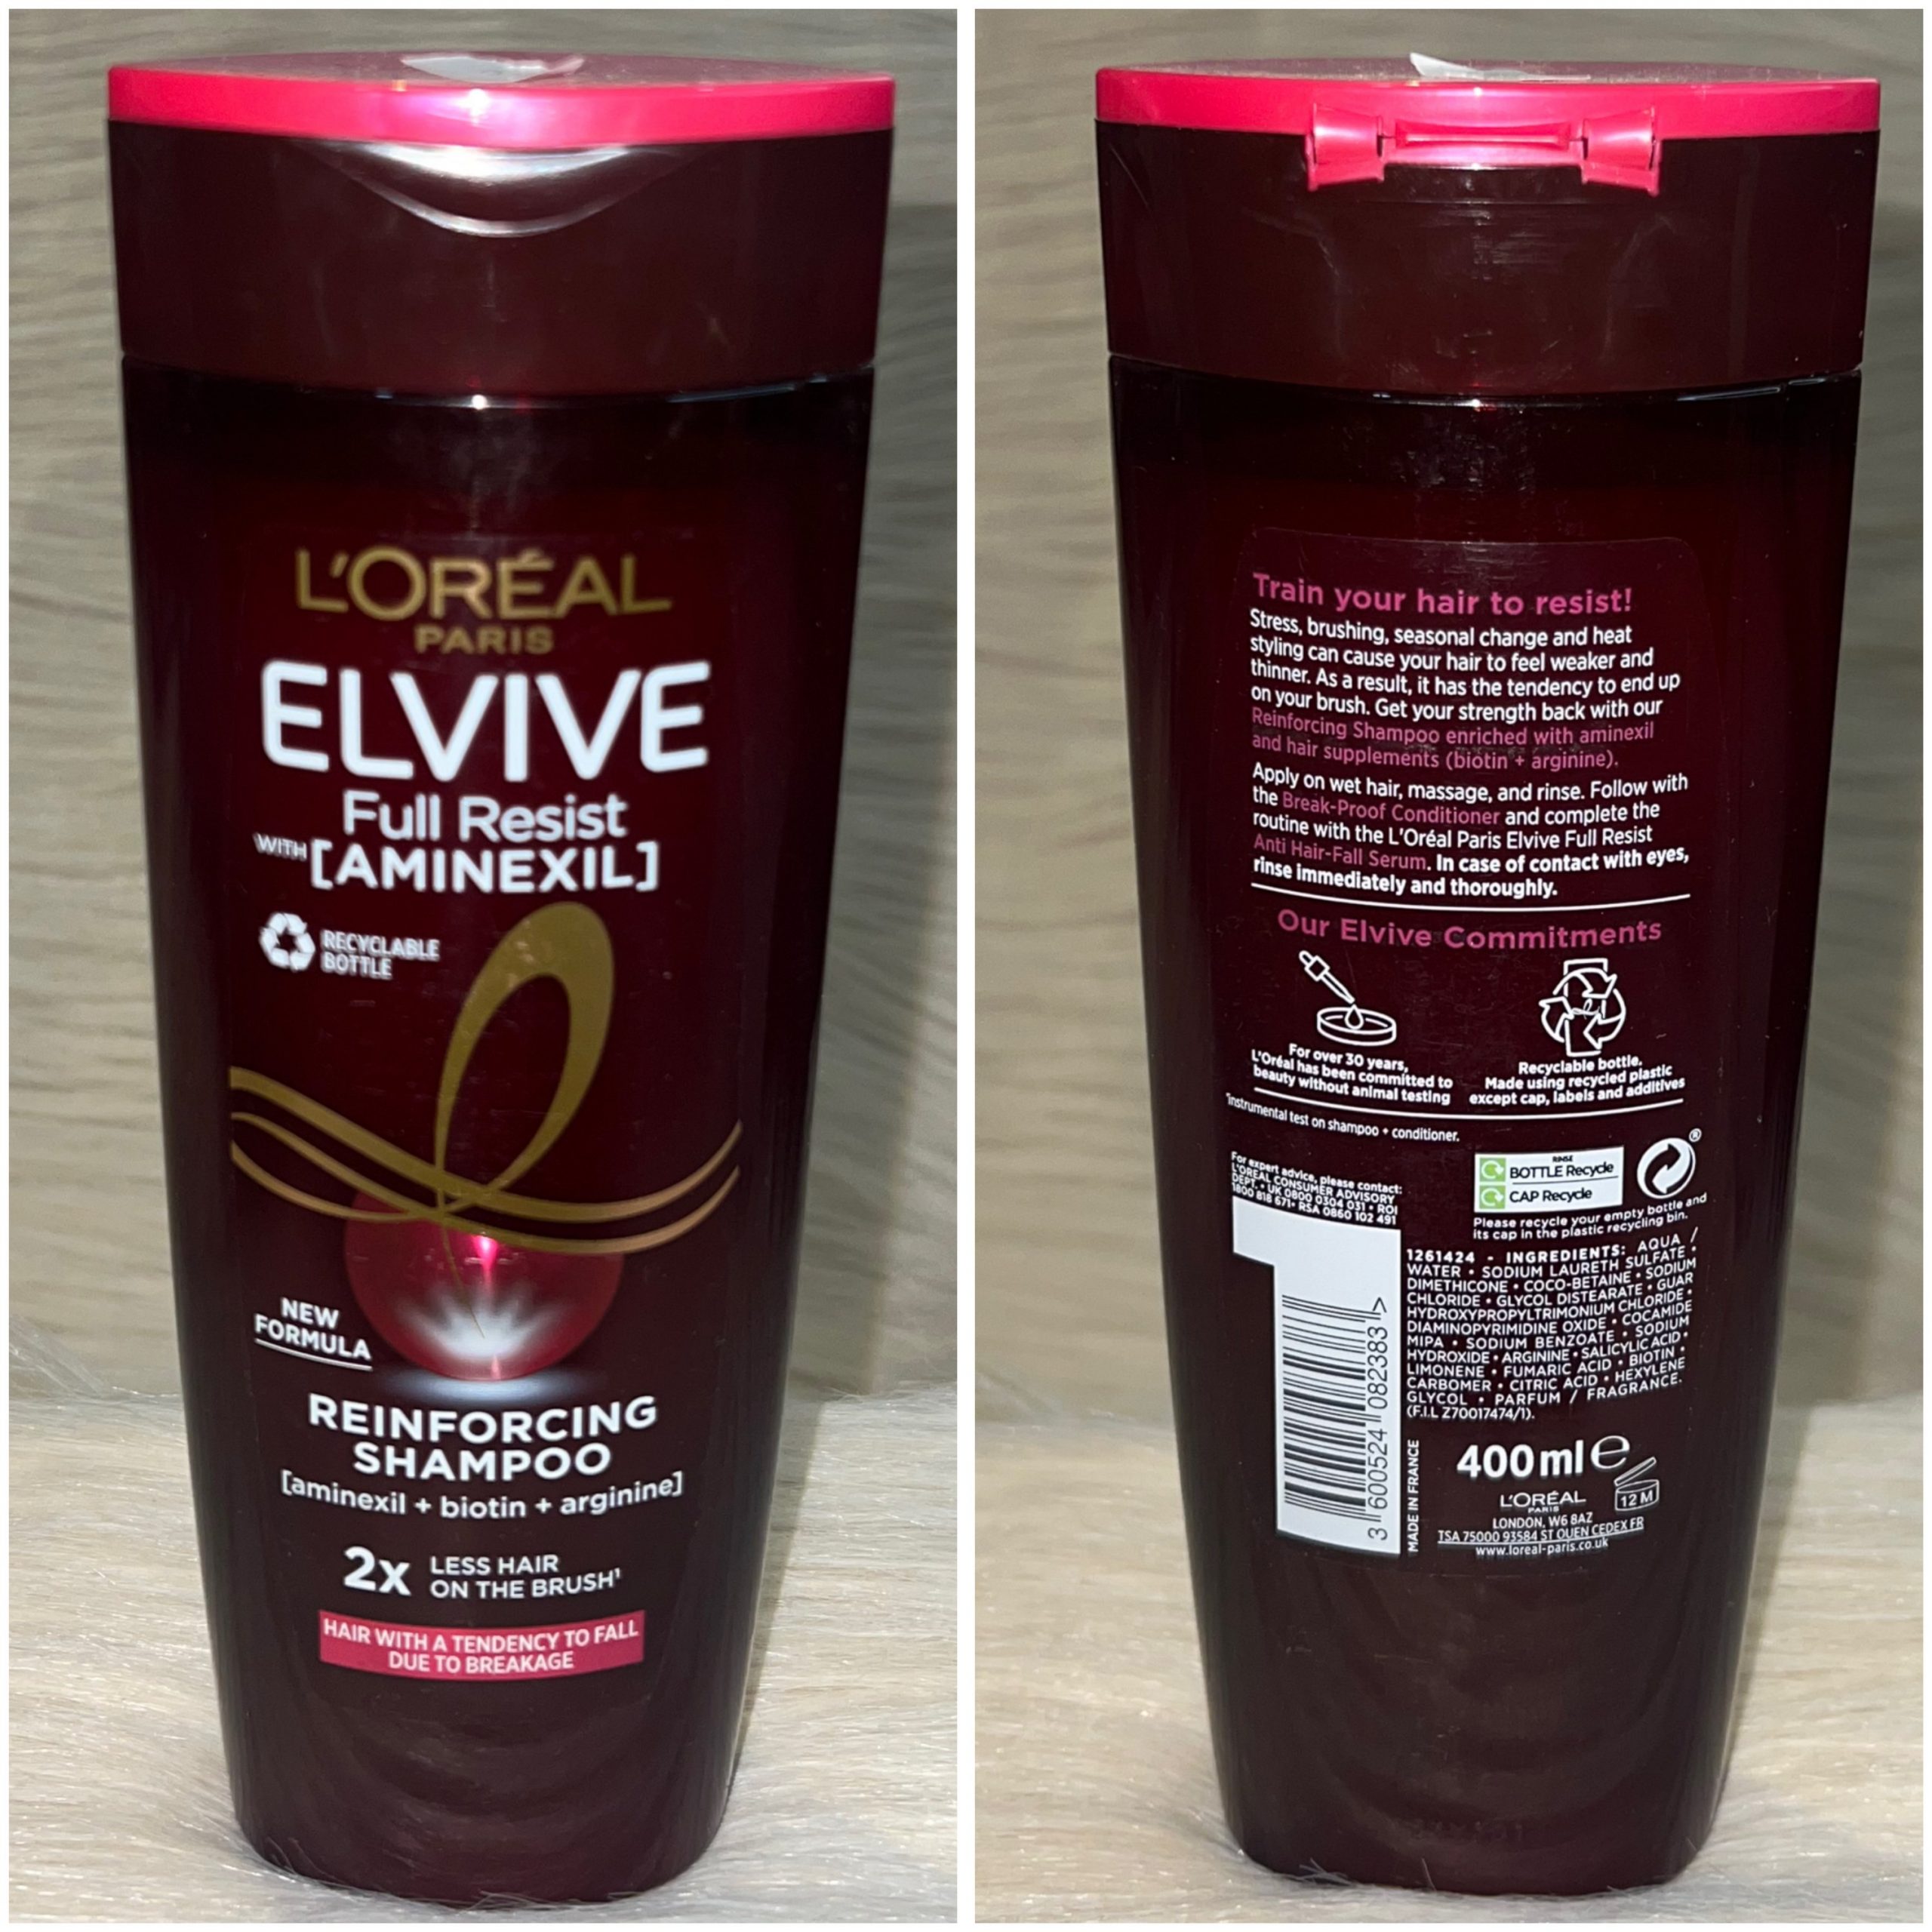 L'ORÉAL
PARIS
ELVIVE
Full Resist
WITH [AMINEXIL]
RECYCLABLE
BOTTLE
NEW
FORMULA
REINFORCING
SHAMPOO
[aminexil + biotin + arginine]
2x LESS HAIR
ON THE BRUSH¹
HAIR WITH A TENDENCY TO FALL
DUE TO BREAKAGE
Train your hair to resist!
Stress, brushing, seasonal change and heat
styling can cause your hair to feel weaker and
thinner. As a result, it has the tendency to end up
on your brush. Get your strength back with our
Reinforcing Shampoo enriched with aminexil
and hair supplements (biotin + arginine).
Apply on wet hair, massage, and rinse. Follow with
the Break-Proof Conditioner and complete the
routine with the L'Oréal Paris Elvive Full Resist
Anti Hair-Fall Serum. In case of contact with eyes,
rinse immediately and thoroughly.
Our Elvive Commitments
For over 30 years,
L'Oréal has been committed to
beauty without animal testing
Recyclable bottle.
Made using recycled plastic
except cap, labels and additives
¹Instrumental test on shampoo + conditioner.
For expert advice, please contact:
L'ORÉAL CONSUMER ADVISORY
DEPT. • UK 0800 0304 031 • ROI
1800 818 671• RSA 0860 102 491
RINSE
BOTTLE Recycle
CAP Recycle
®
Please recycle your empty bottle and
its cap in the plastic recycling bin.
1261424 - INGREDIENTS: AQUA /
WATER • SODIUM LAURETH SULFATE •
DIMETHICONE • COCO-BETAINE • SODIUM
CHLORIDE • GLYCOL DISTEARATE • GUAR
HYDROXYPROPYLTRIMONIUM CHLORIDE •
DIAMINOPYRIMIDINE OXIDE • COCAMIDE
MIPA • SODIUM BENZOATE • SODIUM
HYDROXIDE • ARGININE • SALICYLIC ACID •
LIMONENE • FUMARIC ACID • BIOTIN •
CARBOMER • CITRIC ACID • HEXYLENE
GLYCOL • PARFUM / FRAGRANCE.
(F.I.L Z70017474/1).
3 600524 082383 >
MADE IN FRANCE
400 ml e
12 M
L'ORÉAL
PARIS
LONDON, W6 8AZ
TSA 75000 93584 ST OUEN CEDEX FR
www.loreal-paris.co.uk